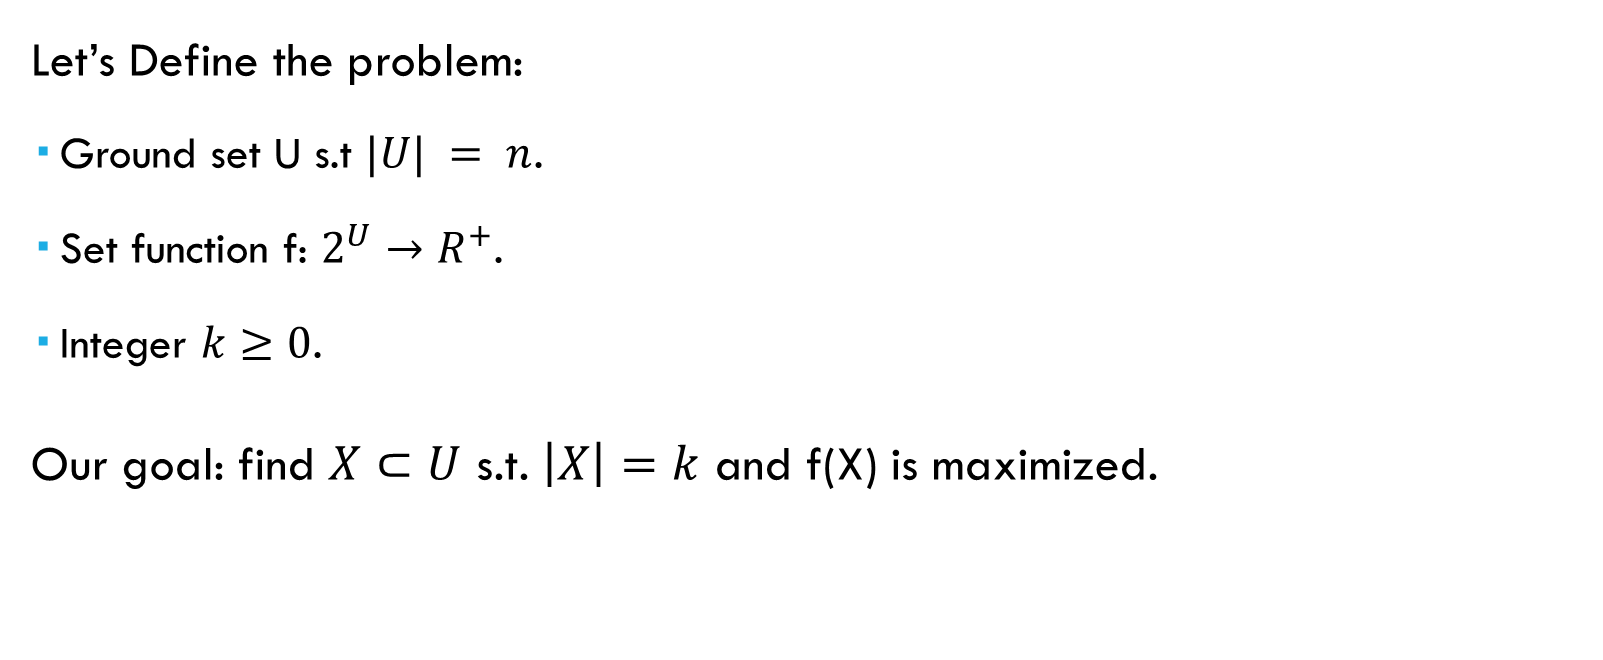 Let’s Define the problem:
▪ Ground set U s.t |𝑈| = 𝑛.
▪ Set function f: 2^𝑈 → 𝑅^+.
▪ Integer 𝑘 ≥ 0.
Our goal: find 𝑋 ⊂ 𝑈 s.t. |𝑋| = 𝑘 and f(X) is maximized.